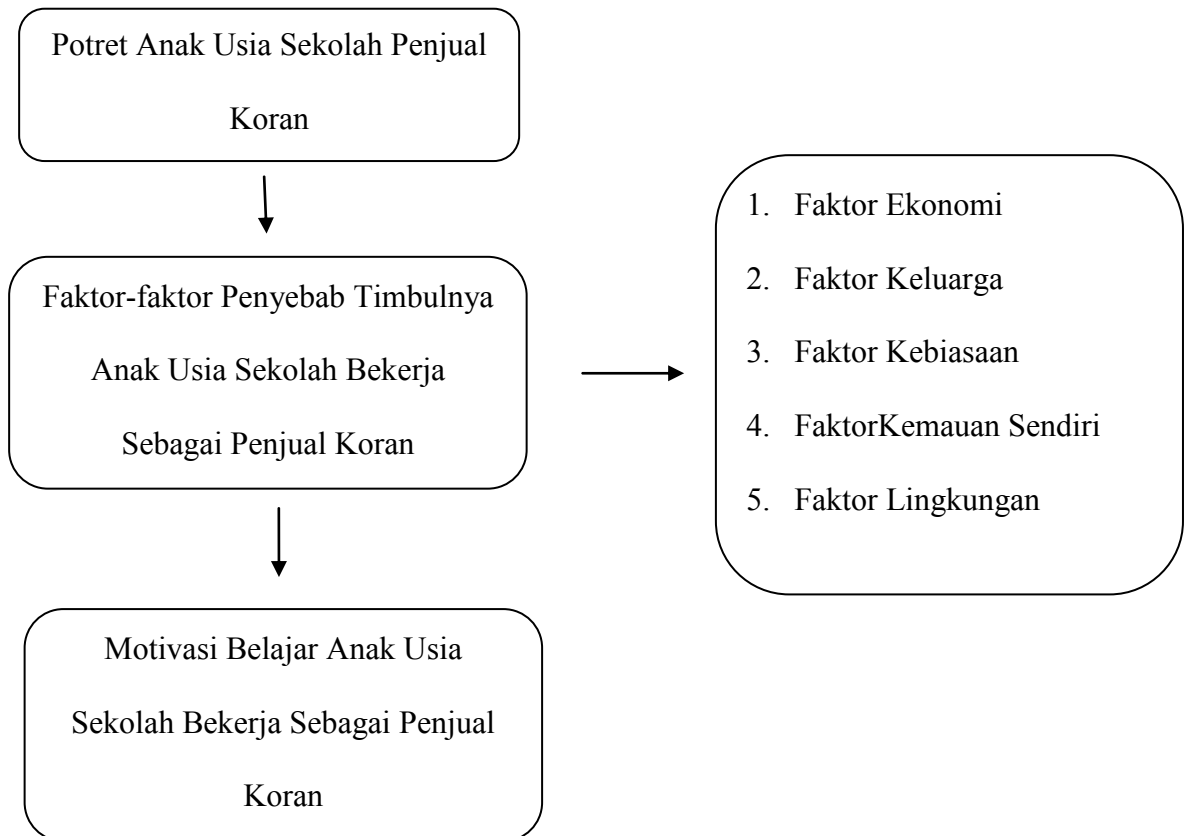 Potret Anak Usia Sekolah Penjual
Koran
Faktor-faktor Penyebab Timbulnya
Anak Usia Sekolah Bekerja
Sebagai Penjual Koran
1. Faktor Ekonomi
2. Faktor Keluarga
3. Faktor Kebiasaan
4. FaktorKemauan Sendiri
5. Faktor Lingkungan
Motivasi Belajar Anak Usia
Sekolah Bekerja Sebagai Penjual
Koran